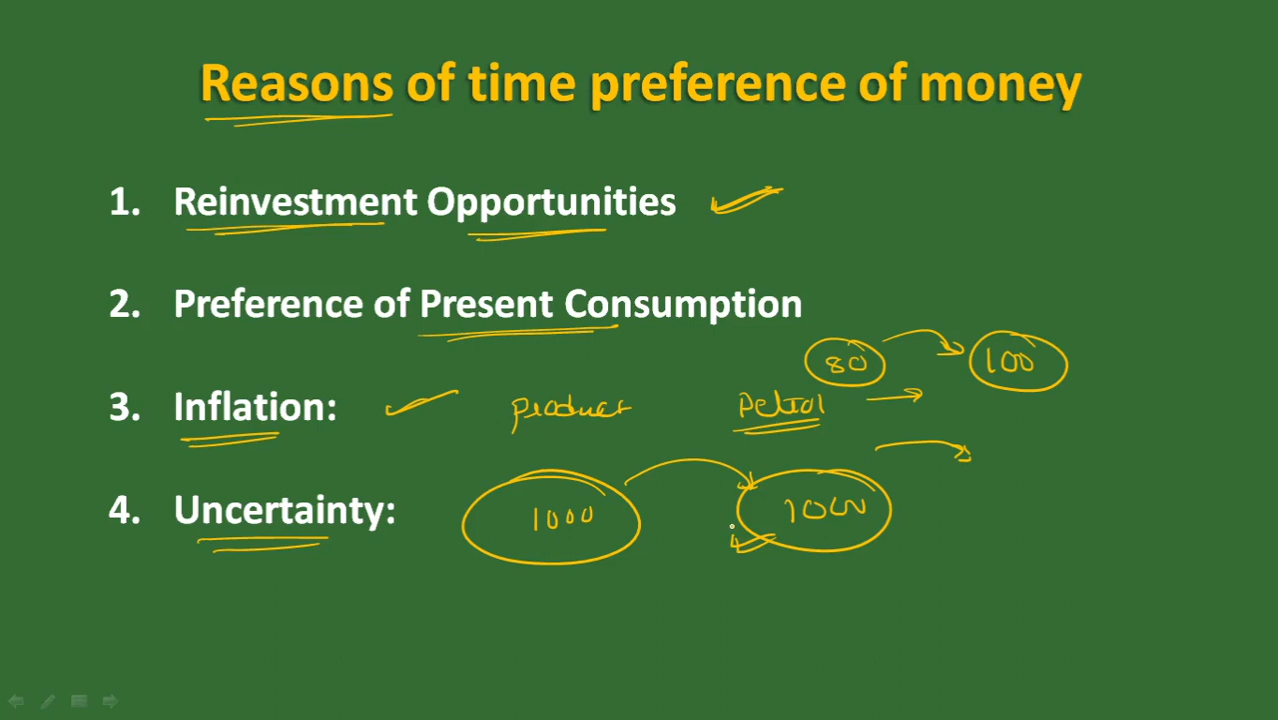 Reasons of time preference of money
1. Reinvestment Opportunities
2. Preference of Present Consumption
80 100
3. Inflation: product Petrol
4. Uncertainty: 1000 1000